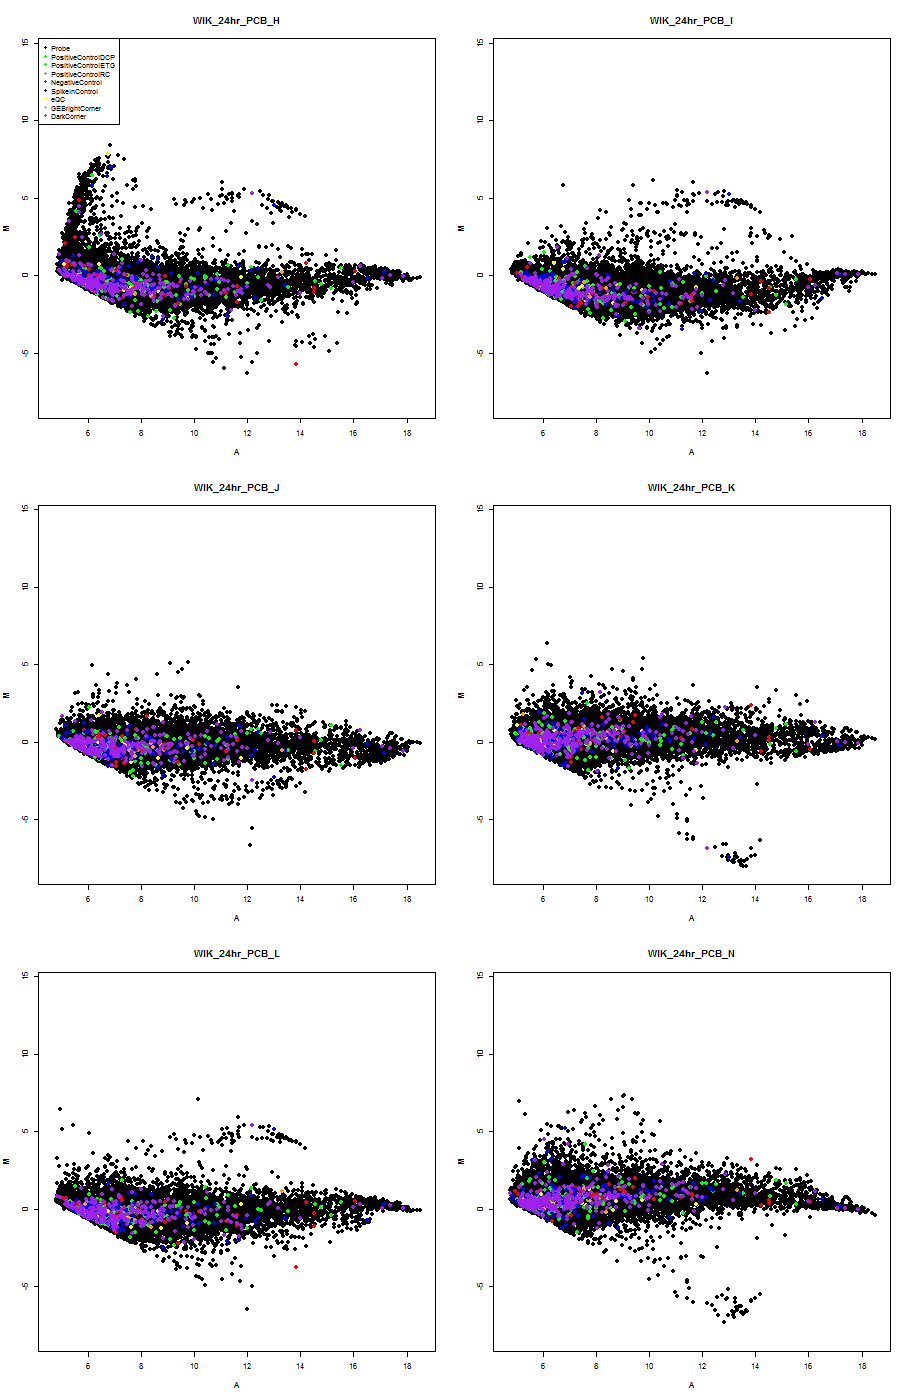 WIK_24hr_PCB_H
15
10
5
0
-5
M
Probe
PositiveControlDCP
PositiveControlETG
PositiveControlRC
NegativeControl
SpikeInControl
eQC
GEBrightCorner
DarkCorner
6 8 10 12 14 16 18
A
WIK_24hr_PCB_I
15
10
5
0
-5
M
6 8 10 12 14 16 18
A
WIK_24hr_PCB_J
15
10
5
0
-5
M
6 8 10 12 14 16 18
A
WIK_24hr_PCB_K
15
10
5
0
-5
M
6 8 10 12 14 16 18
A
WIK_24hr_PCB_L
15
10
5
0
-5
M
6 8 10 12 14 16 18
A
WIK_24hr_PCB_N
15
10
5
0
-5
M
6 8 10 12 14 16 18
A